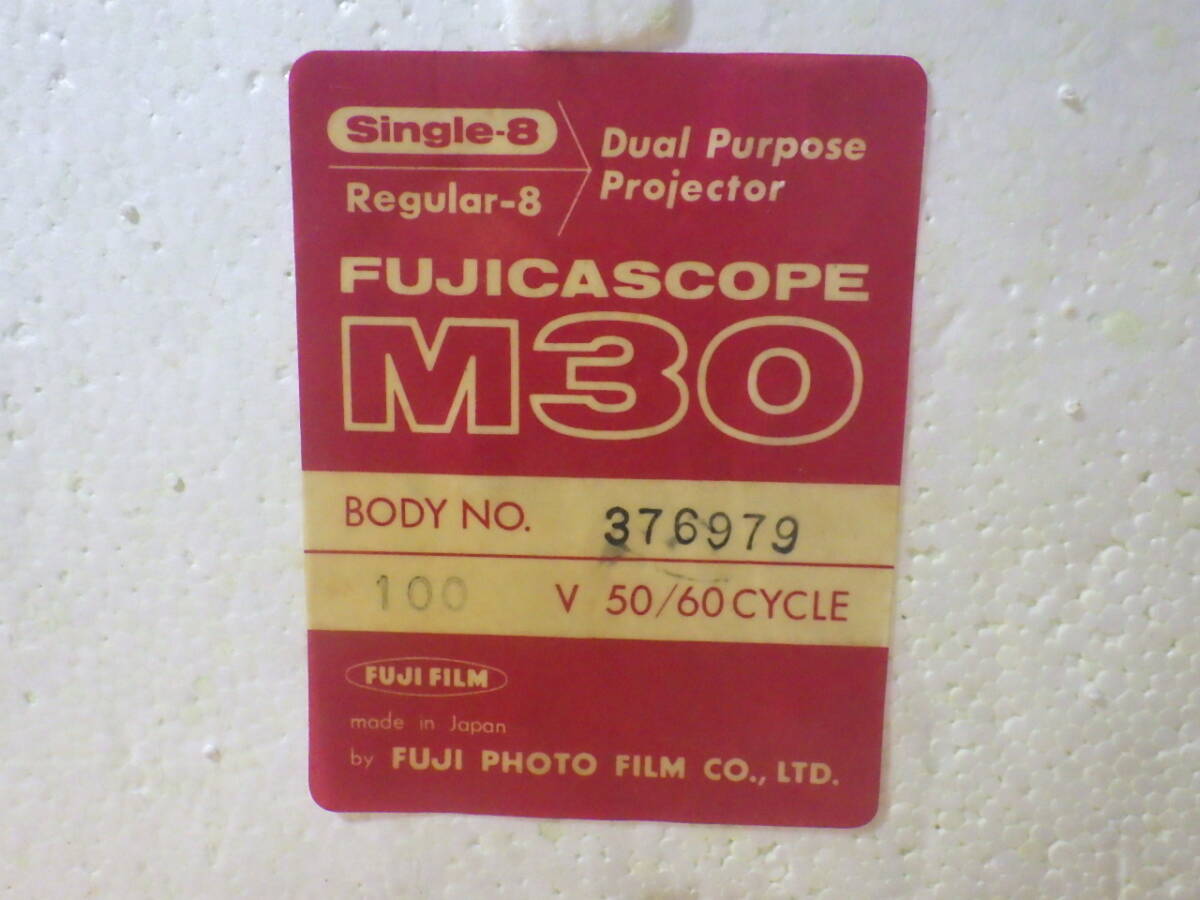 Single-8
Regular-8
Dual Purpose
Projector
FUJICASCOPE
M30
BODY NO. 376979
100 V 50/60 CYCLE
FUJI FILM
made in Japan
by FUJI PHOTO FILM CO., LTD.